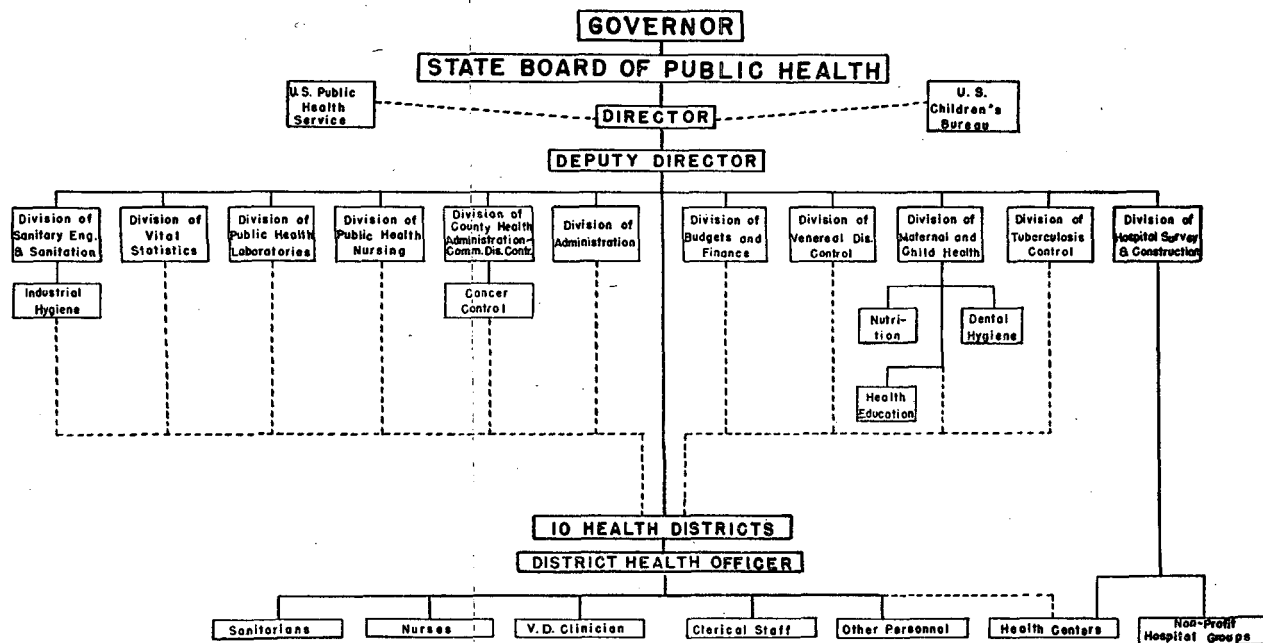 GOVERNOR
STATE BOARD OF PUBLIC HEALTH
U.S. Public
Health
Service
DIRECTOR
U. S.
Children's
Bureau
DEPUTY DIRECTOR
Division of
Sanitary Eng.
& Sanitation
Division of
Vital
Statistics
Division of
Public Health
Laboratories
Division of
Public Health
Nursing
Division of
County Health
Administration-
Comm. Dis. Contr.
Division of
Administration
Division of
Budgets and
Finance
Division of
Venereal Dis.
Control
Division of
Maternal and
Child Health
Division of
Tuberculosis
Control
Division of
Hospital Survey
& Construction
Industrial
Hygiene
Cancer
Control
Nutri-
tion
Dental
Hygiene
Health
Education
10 HEALTH DISTRICTS
DISTRICT HEALTH OFFICER
Sanitorians
Nurses
V.D. Clinician
Clerical Staff
Other Personnel
Health Centers
Non-Profit
Hospital Groups